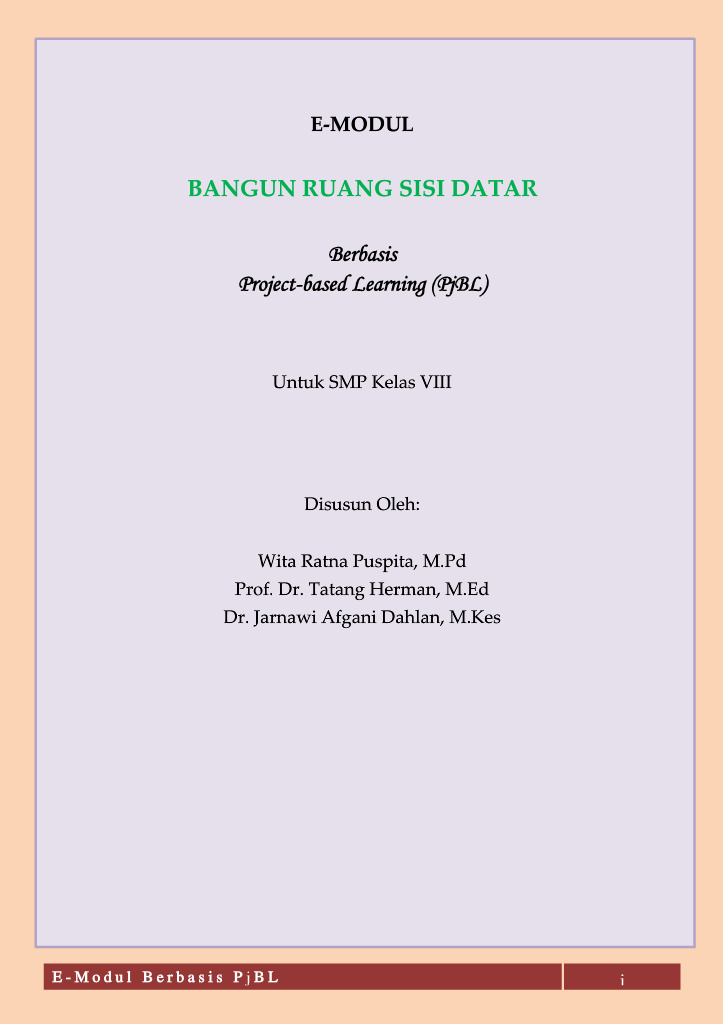 E-MODUL
BANGUN RUANG SISI DATAR
Berbasis
Project-based Learning (PjBL)
Untuk SMP Kelas VIII
Disusun Oleh:
Wita Ratna Puspita, M.Pd
Prof. Dr. Tatang Herman, M.Ed
Dr. Jarnawi Afgani Dahlan, M.Kes
E-Modul Berbasis PjBL
i